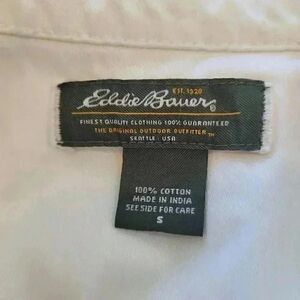 EST. 1920
Eddie Bauer®
FINEST QUALITY CLOTHING 100% GUARANTEED
THE ORIGINAL OUTDOOR OUTFITTER™
SEATTLE · USA
100% COTTON
MADE IN INDIA
SEE SIDE FOR CARE
S